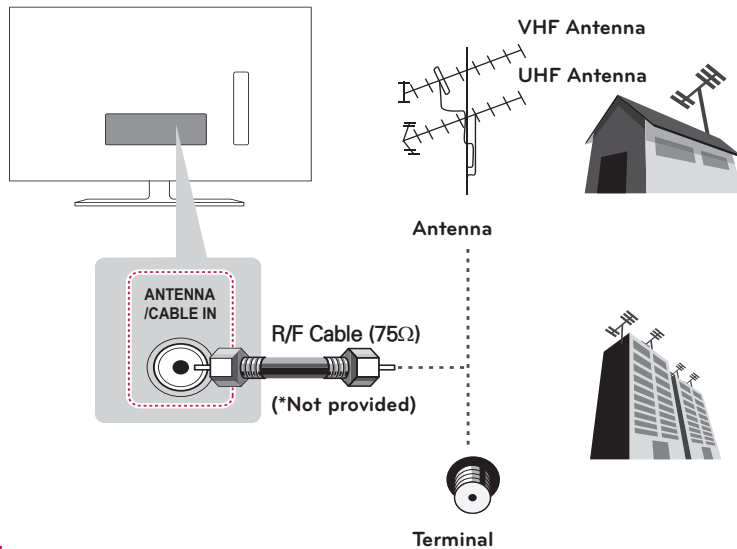 VHF Antenna
UHF Antenna
Antenna
ANTENNA
/CABLE IN
R/F Cable (75Ω)
(*Not provided)
Terminal